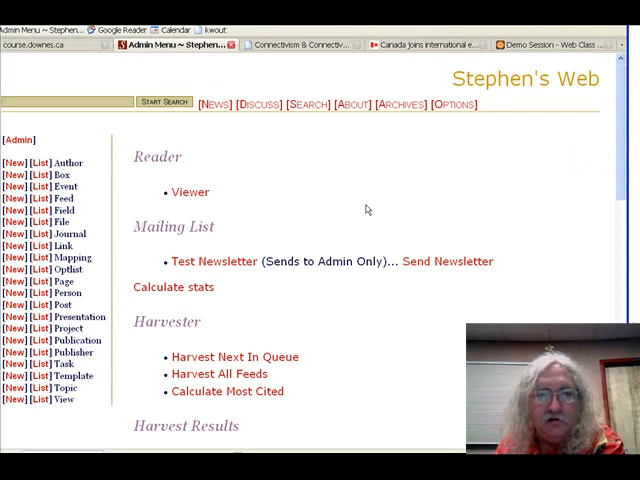 Admin Menu ~ Stephen... Google Reader Calendar kwout
course.downes.ca Admin Menu ~ Stephen... Connectivism & Connectiv... Canada joins international e... Demo Session - Web Class ...
Stephen's Web
START SEARCH [NEWS] [DISCUSS] [SEARCH] [ABOUT] [ARCHIVES] [OPTIONS]
[Admin]
[New] [List] Author
[New] [List] Box
[New] [List] Event
[New] [List] Feed
[New] [List] Field
[New] [List] File
[New] [List] Journal
[New] [List] Link
[New] [List] Mapping
[New] [List] Optlist
[New] [List] Page
[New] [List] Person
[New] [List] Post
[New] [List] Presentation
[New] [List] Project
[New] [List] Publication
[New] [List] Publisher
[New] [List] Task
[New] [List] Template
[New] [List] Topic
[New] [List] View
Reader
• Viewer
Mailing List
• Test Newsletter (Sends to Admin Only)... Send Newsletter
Calculate stats
Harvester
• Harvest Next In Queue
• Harvest All Feeds
• Calculate Most Cited
Harvest Results